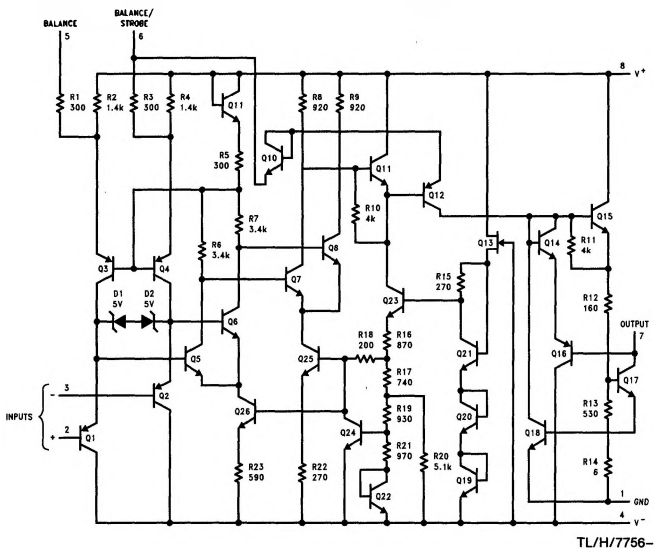 BALANCE
5
BALANCE/
STROBE
6
R1
300
R2
1.4k
R3
300
R4
1.4k
Q11
R8
920
R9
920
8 V+
R5
300
Q10
Q11
Q12
R10
4k
R7
3.4k
R6
3.4k
Q3
Q4
Q8
Q7
Q13
Q14
R11
4k
Q15
D1
5V
D2
5V
R15
270
R12
160
OUTPUT
7
Q6
Q5
Q23
R18
200
R16
870
Q25
Q21
Q16
Q17
R17
740
INPUTS
- 3
+ 2
Q2
Q1
Q26
Q24
R19
930
Q20
R13
530
Q18
R21
970
R20
5.1k
R23
590
R22
270
Q22
Q19
R14
6
1 GND
4 V-
TL/H/7756-